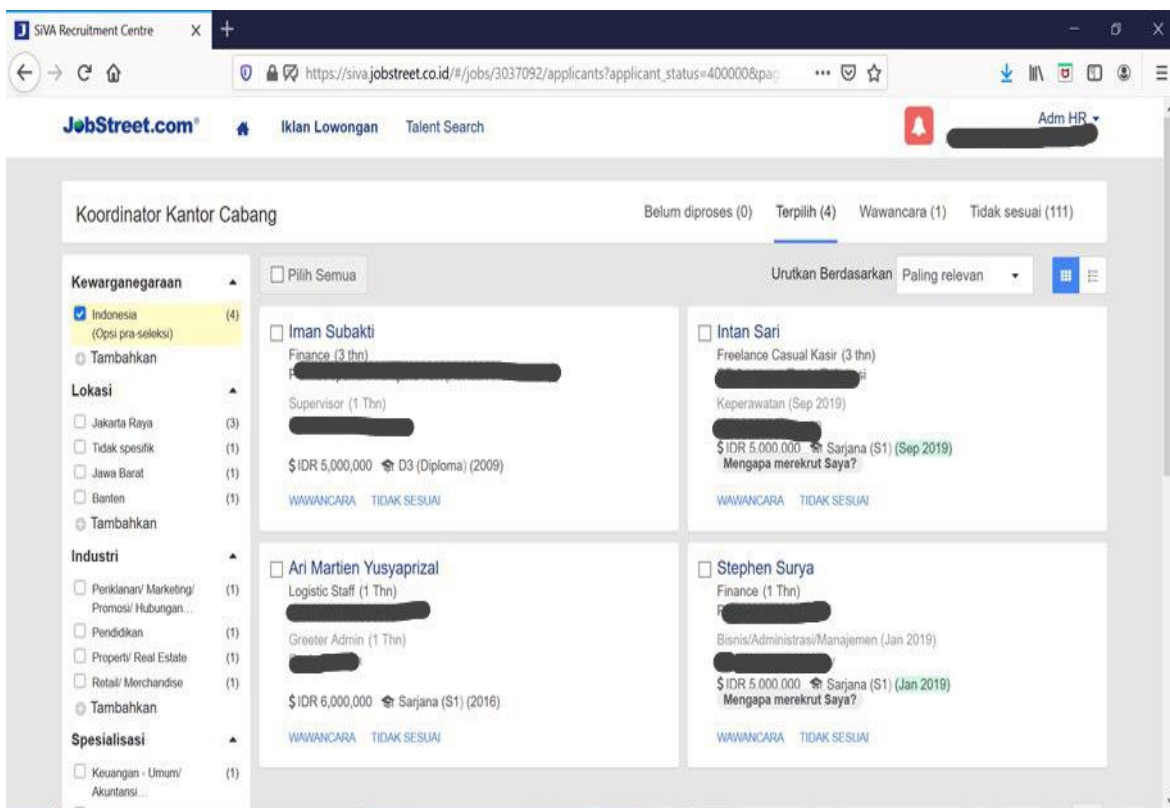 SiVA Recruitment Centre
https://siva.jobstreet.co.id/#/jobs/3037092/applicants?applicant_status=400000&pag
JobStreet.com®
Iklan Lowongan
Talent Search
Adm HR
Koordinator Kantor Cabang
Belum diproses (0)
Terpilih (4)
Wawancara (1)
Tidak sesuai (111)
Kewarganegaraan
Indonesia (4)
(Opsi pra-seleksi)
Tambahkan
Lokasi
Jakarta Raya (3)
Tidak spesifik (1)
Jawa Barat (1)
Banten (1)
Tambahkan
Industri
Periklanan/ Marketing/ (1)
Promosi/ Hubungan...
Pendidikan (1)
Properti/ Real Estate (1)
Retail/ Merchandise (1)
Tambahkan
Spesialisasi
Keuangan - Umum/ (1)
Akuntansi...
Pilih Semua
Urutkan Berdasarkan
Paling relevan
Iman Subakti
Finance (3 thn)
Supervisor (1 Thn)
$ IDR 5,000,000 D3 (Diploma) (2009)
WAWANCARA TIDAK SESUAI
Intan Sari
Freelance Casual Kasir (3 thn)
Keperawatan (Sep 2019)
$ IDR 5.000.000 Sarjana (S1) (Sep 2019)
Mengapa merekrut Saya?
WAWANCARA TIDAK SESUAI
Ari Martien Yusyaprizal
Logistic Staff (1 Thn)
Greeter Admin (1 Thn)
$ IDR 6,000,000 Sarjana (S1) (2016)
WAWANCARA TIDAK SESUAI
Stephen Surya
Finance (1 Thn)
Bisnis/Administrasi/Manajemen (Jan 2019)
$ IDR 5.000.000 Sarjana (S1) (Jan 2019)
Mengapa merekrut Saya?
WAWANCARA TIDAK SESUAI